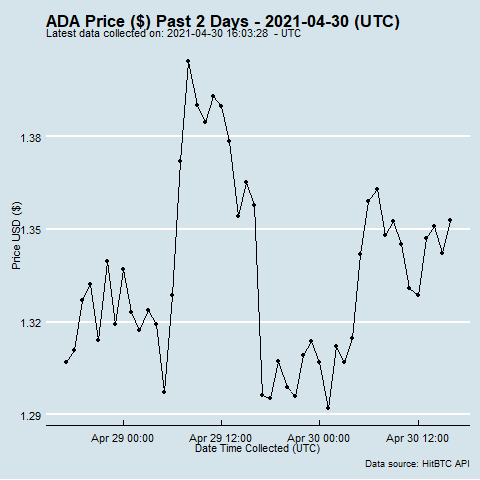 ADA Price ($) Past 2 Days - 2021-04-30 (UTC)
Latest data collected on: 2021-04-30 16:03:28 - UTC
1.38
1.35
1.32
1.29
Price USD ($)
Apr 29 00:00
Apr 29 12:00
Apr 30 00:00
Apr 30 12:00
Date Time Collected (UTC)
Data source: HitBTC API